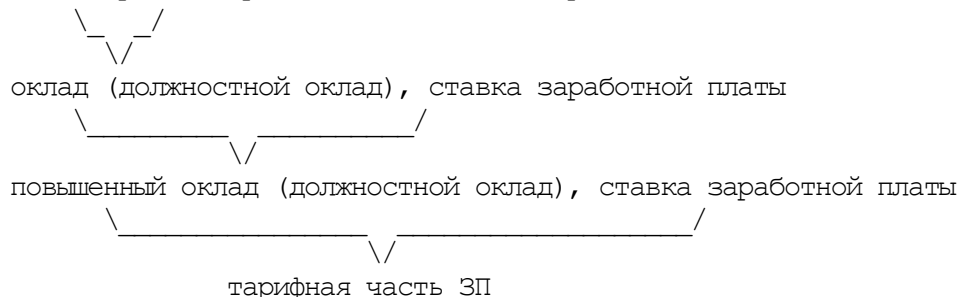 оклад (должностной оклад), ставка заработной платы
повышенный оклад (должностной оклад), ставка заработной платы
тарифная часть ЗП